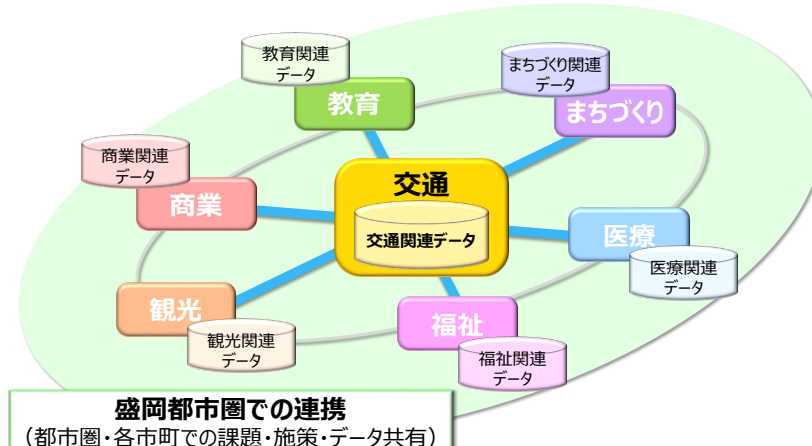 教育関連
データ
教育
まちづくり関連
データ
まちづくり
商業関連
データ
商業
交通
交通関連データ
医療
医療関連
データ
観光
観光関連
データ
福祉
福祉関連
データ
盛岡都市圏での連携
（都市圏・各市町での課題・施策・データ共有）